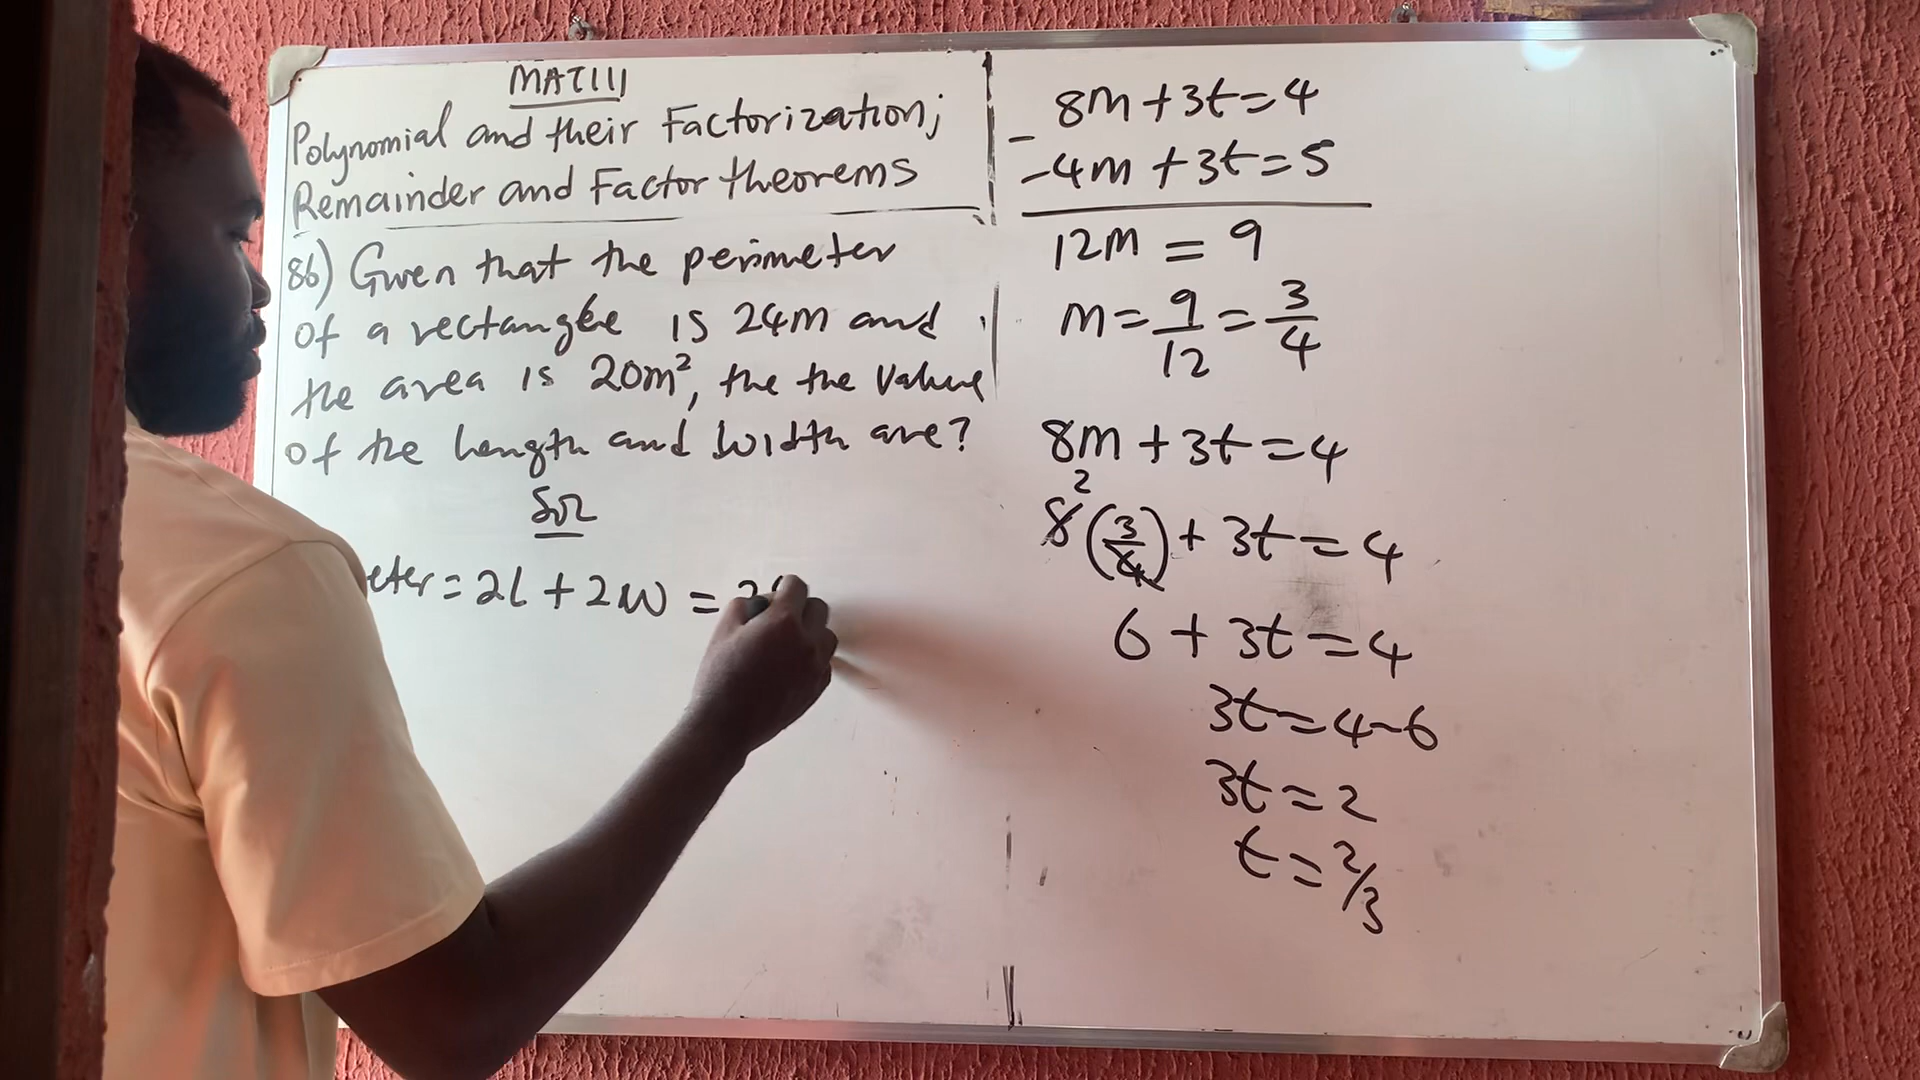 MAT111
Polynomial and their Factorization;
Remainder and Factor theorems
86) Given that the perimeter
of a rectangle is 24m and
the area is 20m², the the value
of the length and width are?
Sol
eter = 2l + 2w = 2
8m + 3t = 4
- -4m + 3t = 5
12m = 9
m = 9/12 = 3/4
8m + 3t = 4
2
8(3/4) + 3t = 4
6 + 3t = 4
3t = 4-6
3t = 2
t = 2/3